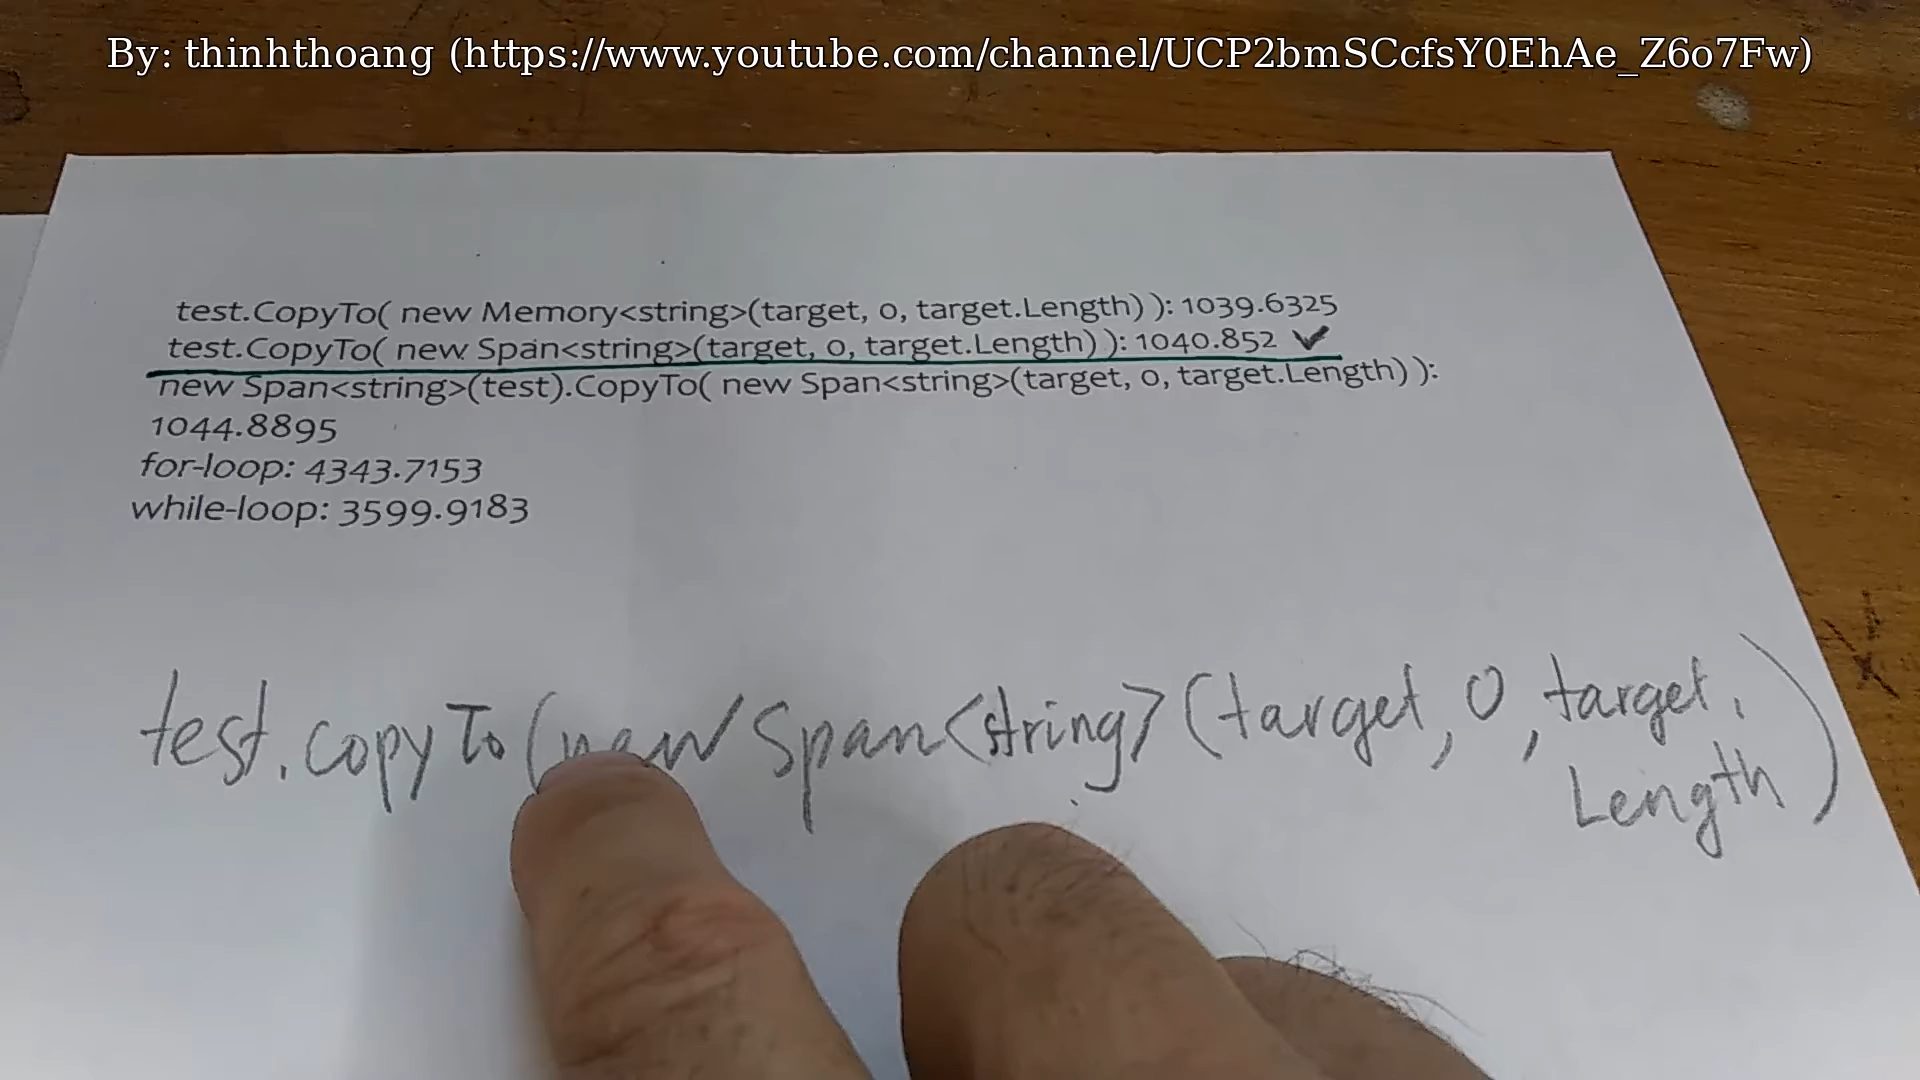 By: thinhthoang (https://www.youtube.com/channel/UCP2bmSCcfsY0EhAe_Z6o7Fw)
test.CopyTo( new Memory<string>(target, 0, target.Length) ): 1039.6325
test.CopyTo( new Span<string>(target, 0, target.Length) ): 1040.852 ✓
new Span<string>(test).CopyTo( new Span<string>(target, 0, target.Length) ):
1044.8895
for-loop: 4343.7153
while-loop: 3599.9183
test.copyTo(new Span<string>(target, 0, target.
Length)